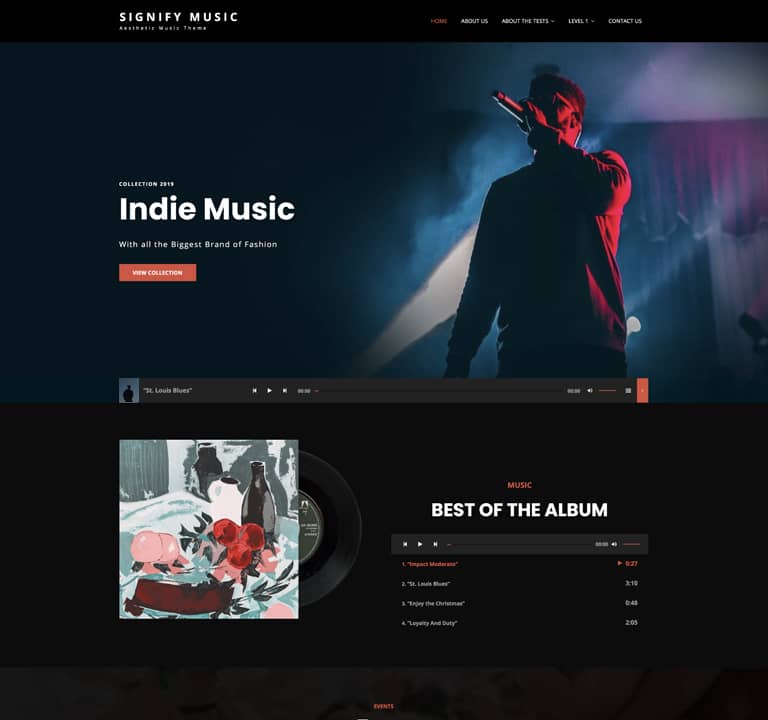 SIGNIFY MUSIC
Aesthetic Music Theme
HOME ABOUT US ABOUT THE TESTS LEVEL 1 CONTACT US
COLLECTION 2019
Indie Music
With all the Biggest Brand of Fashion
VIEW COLLECTION
"St. Louis Blues" 00:00 00:00
MUSIC
BEST OF THE ALBUM
00:00
1. "Impact Moderato" 0:27
2. "St. Louis Blues" 3:10
3. "Enjoy the Christmas" 0:48
4. "Loyalty And Duty" 2:05
EVENTS